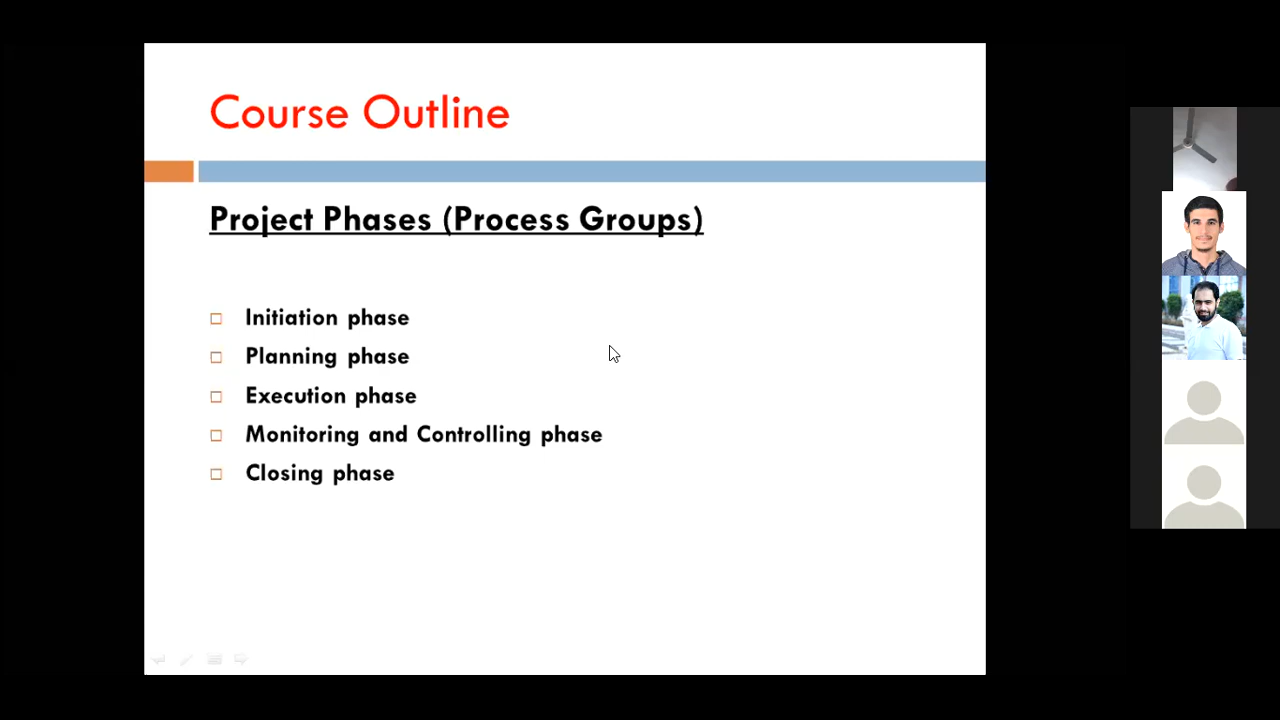 Course Outline
Project Phases (Process Groups)
Initiation phase
Planning phase
Execution phase
Monitoring and Controlling phase
Closing phase